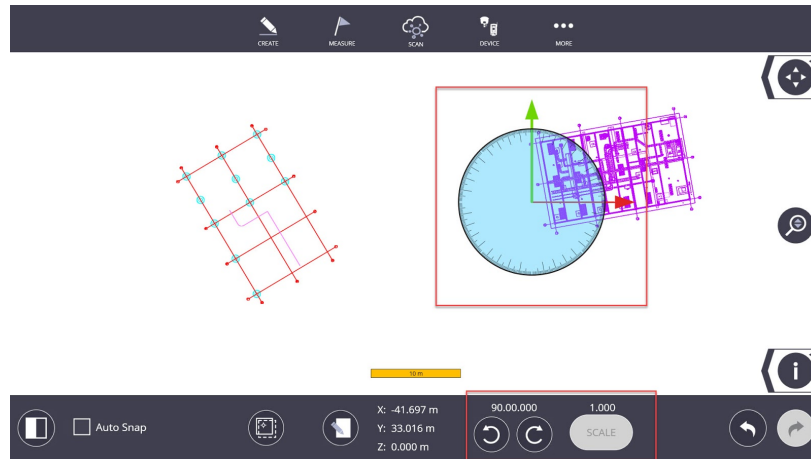 CREATE
MEASURE
SCAN
DEVICE
MORE
10 m
Auto Snap
X: -41.697 m
Y: 33.016 m
Z: 0.000 m
90.00.000
1.000
SCALE